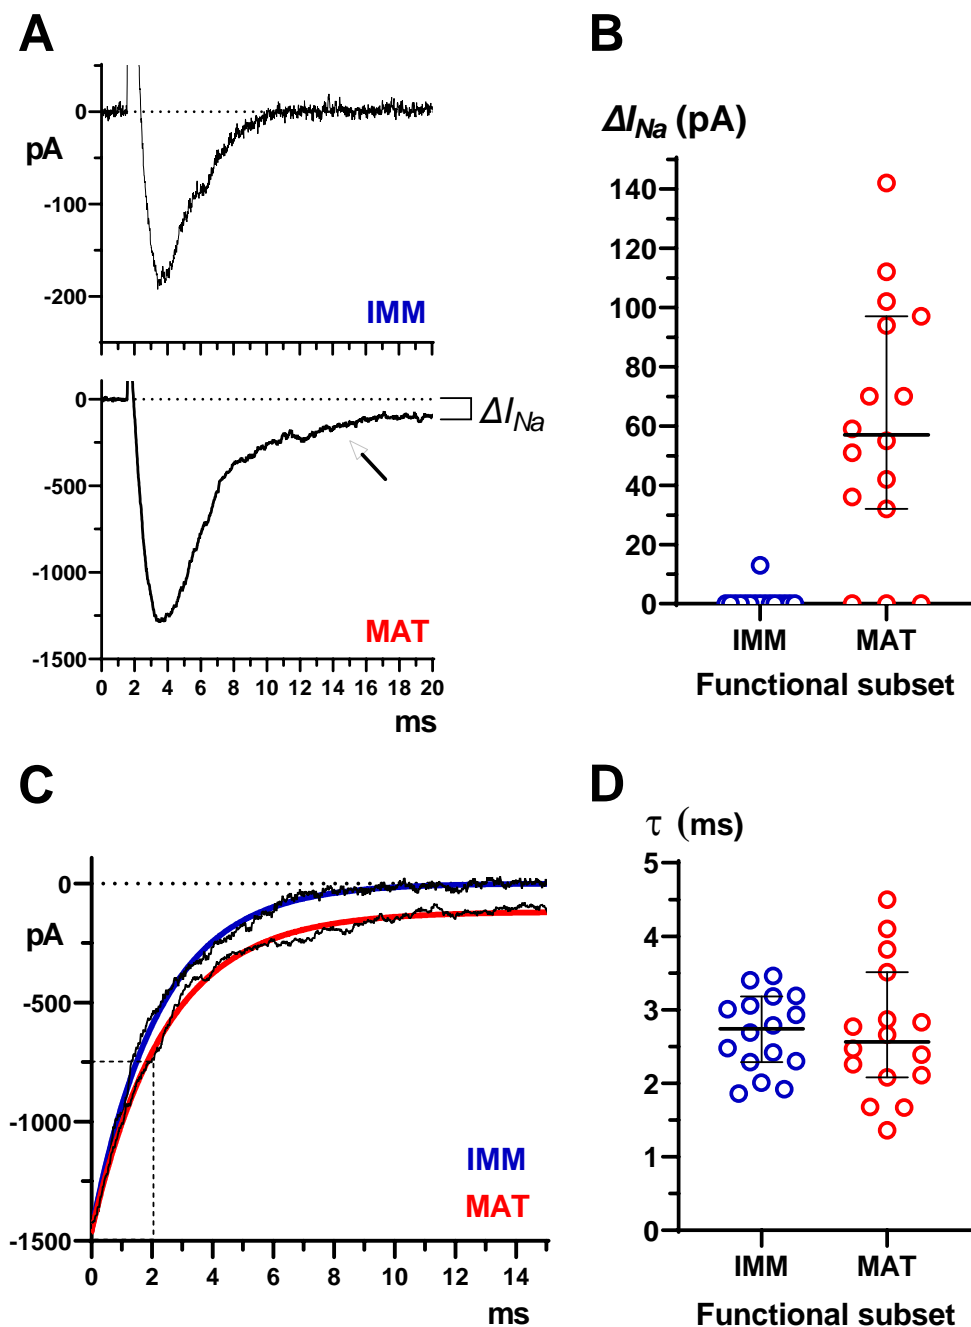 A
0
pA
-100
-200
IMM
0
-500
-1000
-1500
ΔI_Na
MAT
0 2 4 6 8 10 12 14 16 18 20
ms
B
ΔI_Na (pA)
140
120
100
80
60
40
20
0
IMM MAT
Functional subset
C
0
pA
-500
-1000
-1500
IMM
MAT
0 2 4 6 8 10 12 14
ms
D
τ (ms)
5
4
3
2
1
0
IMM MAT
Functional subset